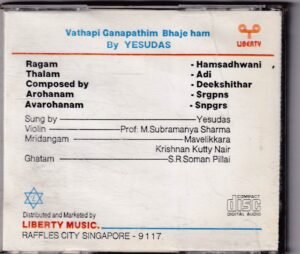 Vathapi Ganapathim Bhaje ham
By YESUDAS
LIBERTY
Ragam - Hamsadhwani
Thalam - Adi
Composed by - Deekshithar
Arohanam - Srgpns
Avarohanam - Snpgrs
Sung by Yesudas
Violin Prof: M.Subramanya Sharma
Mridangam Mavelikkara
Krishnan Kutty Nair
Ghatam S.R.Soman Pillai
Distributed and Marketed by
LIBERTY MUSIC,
RAFFLES CITY SINGAPORE - 9117.
COMPACT
disc
DIGITAL AUDIO